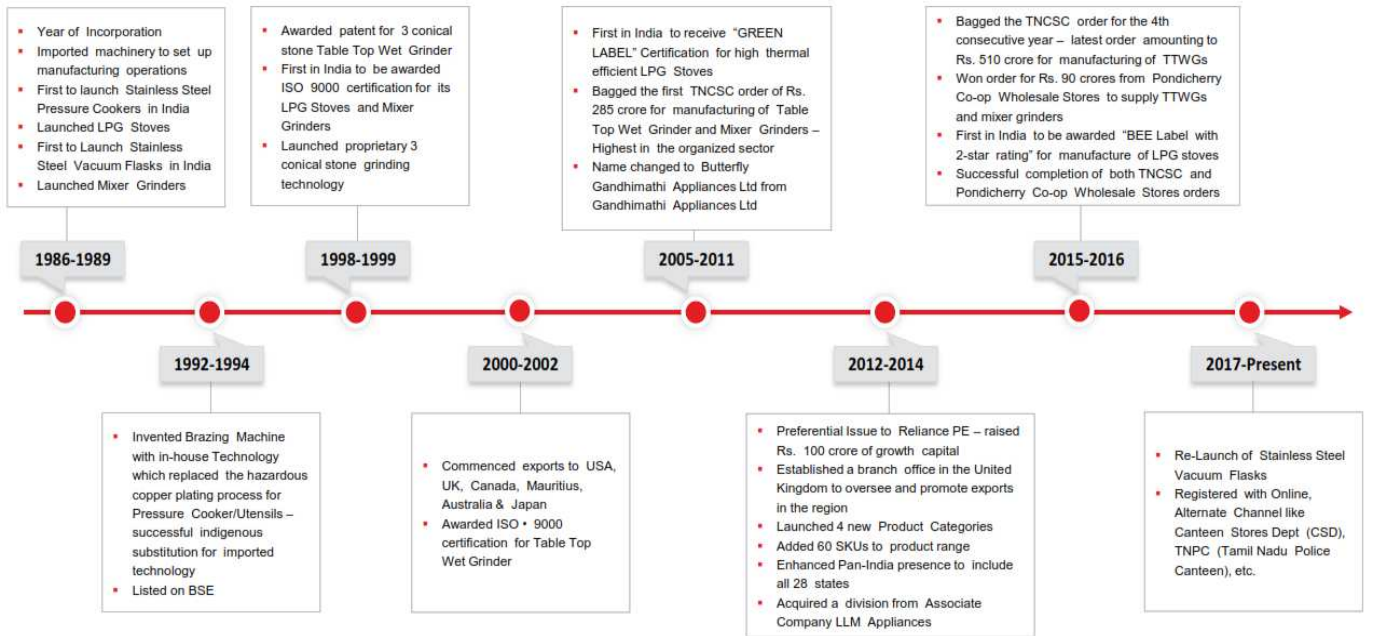 Year of Incorporation
Imported machinery to set up
manufacturing operations
First to launch Stainless Steel
Pressure Cookers in India
Launched LPG Stoves
First to Launch Stainless
Steel Vacuum Flasks in India
Launched Mixer Grinders
1986-1989
Awarded patent for 3 conical
stone Table Top Wet Grinder
First in India to be awarded
ISO 9000 certification for its
LPG Stoves and Mixer
Grinders
Launched proprietary 3
conical stone grinding
technology
1998-1999
First in India to receive "GREEN
LABEL" Certification for high thermal
efficient LPG Stoves
Bagged the first TNCSC order of Rs.
285 crore for manufacturing of Table
Top Wet Grinder and Mixer Grinders –
Highest in the organized sector
Name changed to Butterfly
Gandhimathi Appliances Ltd from
Gandhimathi Appliances Ltd
2005-2011
Bagged the TNCSC order for the 4th
consecutive year – latest order amounting to
Rs. 510 crore for manufacturing of TTWGs
Won order for Rs. 90 crores from Pondicherry
Co-op Wholesale Stores to supply TTWGs
and mixer grinders
First in India to be awarded "BEE Label with
2-star rating" for manufacture of LPG stoves
Successful completion of both TNCSC and
Pondicherry Co-op Wholesale Stores orders
2015-2016
1992-1994
Invented Brazing Machine
with in-house Technology
which replaced the hazardous
copper plating process for
Pressure Cooker/Utensils –
successful indigenous
substitution for imported
technology
Listed on BSE
2000-2002
Commenced exports to USA,
UK, Canada, Mauritius,
Australia & Japan
Awarded ISO • 9000
certification for Table Top
Wet Grinder
2012-2014
Preferential Issue to Reliance PE – raised
Rs. 100 crore of growth capital
Established a branch office in the United
Kingdom to oversee and promote exports
in the region
Launched 4 new Product Categories
Added 60 SKUs to product range
Enhanced Pan-India presence to include
all 28 states
Acquired a division from Associate
Company LLM Appliances
2017-Present
Re-Launch of Stainless Steel
Vacuum Flasks
Registered with Online,
Alternate Channel like
Canteen Stores Dept (CSD),
TNPC (Tamil Nadu Police
Canteen), etc.